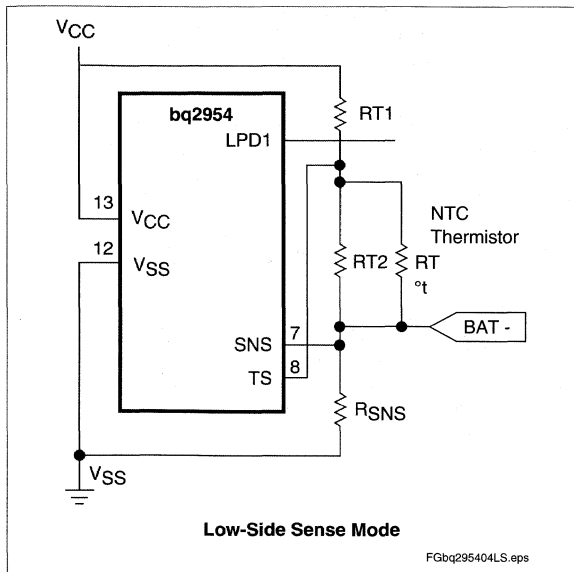 VCC
bq2954
RT1
LPD1
13
VCC
NTC
Thermistor
12
VSS
RT2
RT
°t
BAT -
SNS
7
TS
8
RSNS
VSS
Low-Side Sense Mode
FGbq295404LS.eps